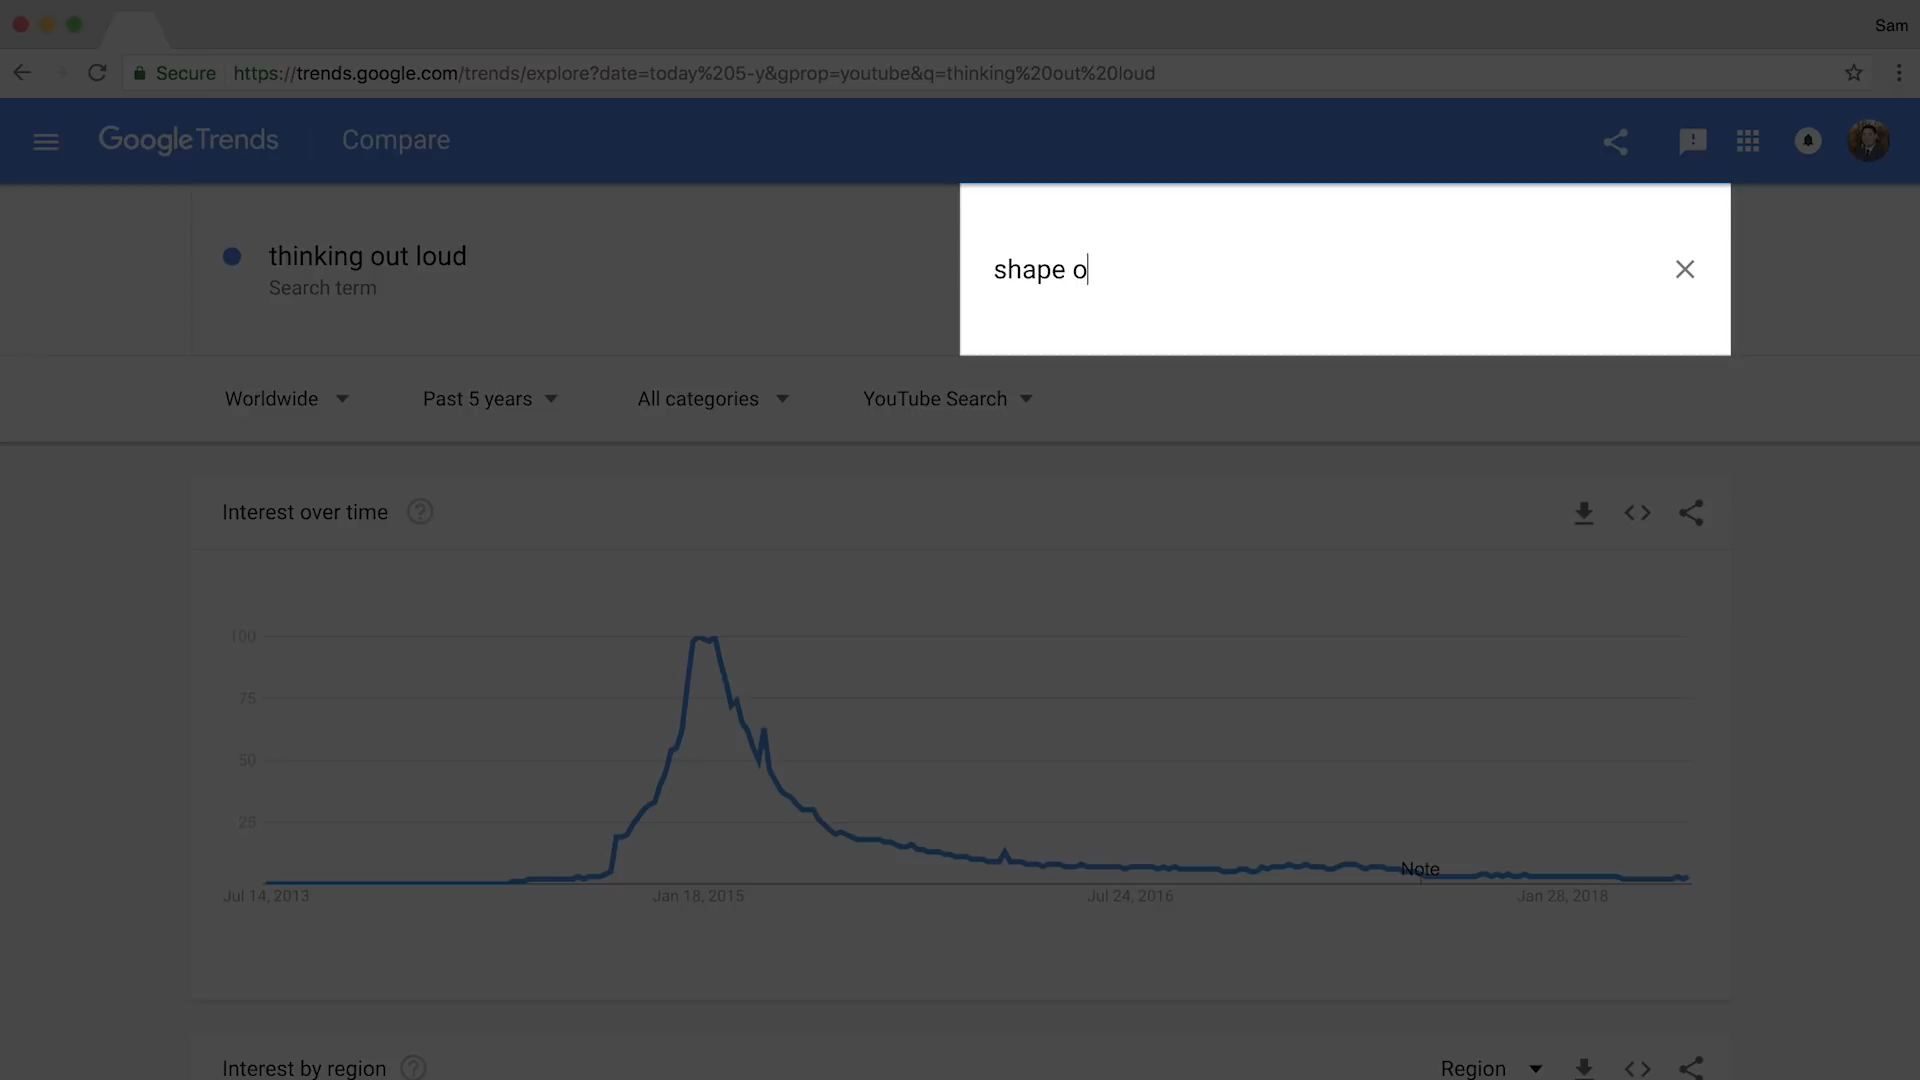 Sam
Secure https://trends.google.com/trends/explore?date=today%205-y&gprop=youtube&q=thinking%20out%20loud
Google Trends Compare
thinking out loud
Search term
shape o
Worldwide Past 5 years All categories YouTube Search
Interest over time ?
100
75
50
25
Note
Jul 14, 2013 Jan 18, 2015 Jul 24, 2016 Jan 28, 2018
Interest by region ? Region